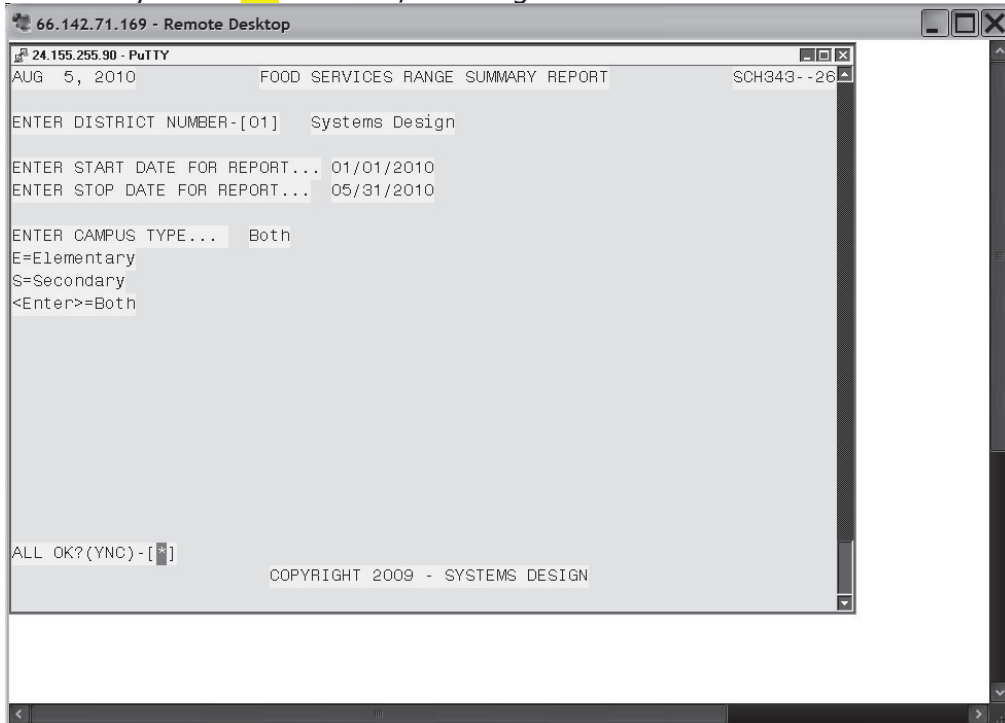 66.142.71.169 - Remote Desktop
24.155.255.90 - PuTTY
AUG 5, 2010 FOOD SERVICES RANGE SUMMARY REPORT SCH343--26
ENTER DISTRICT NUMBER-[01] Systems Design
ENTER START DATE FOR REPORT... 01/01/2010
ENTER STOP DATE FOR REPORT... 05/31/2010
ENTER CAMPUS TYPE... Both
E=Elementary
S=Secondary
<Enter>=Both
ALL OK?(YNC)-[*]
COPYRIGHT 2009 - SYSTEMS DESIGN